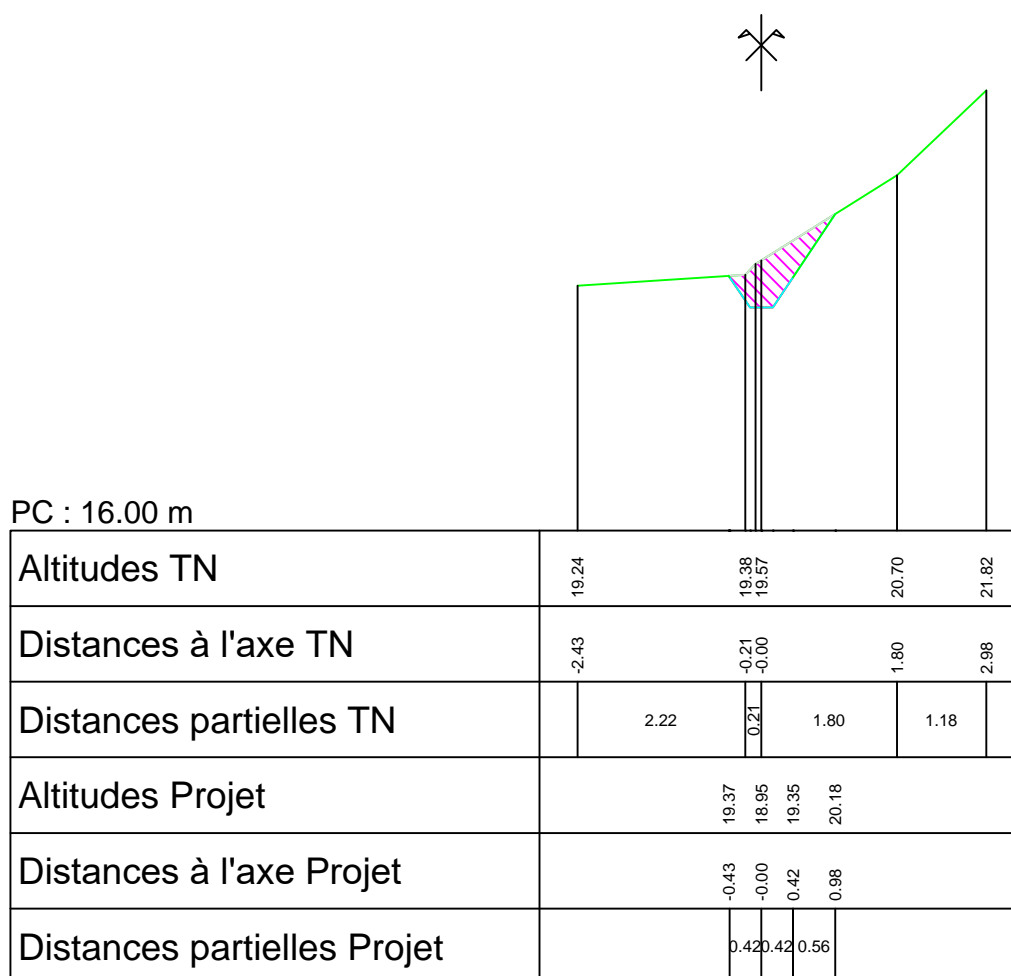 PC : 16.00 m
Altitudes TN 19.24 19.38 19.57 20.70 21.82
Distances à l'axe TN -2.43 -0.21 -0.00 1.80 2.98
Distances partielles TN 2.22 0.21 1.80 1.18
Altitudes Projet 19.37 18.95 19.35 20.18
Distances à l'axe Projet -0.43 -0.00 0.42 0.98
Distances partielles Projet 0.42 0.42 0.56